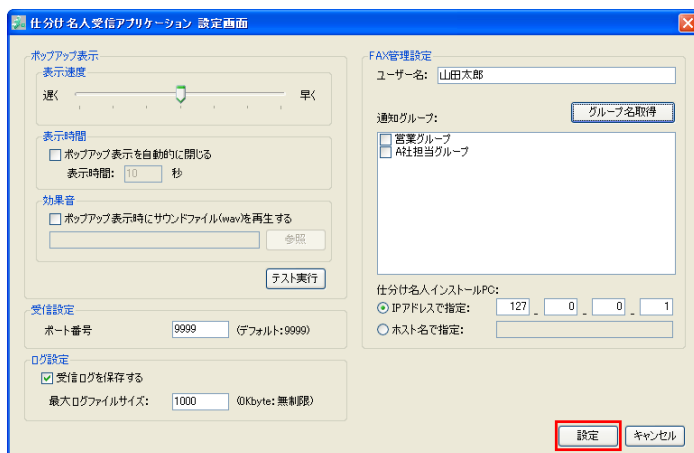 仕分け名人受信アプリケーション 設定画面
ポップアップ表示
表示速度
遅く
早く
表示時間
ポップアップ表示を自動的に閉じる
表示時間: 10 秒
効果音
ポップアップ表示時にサウンドファイル(wav)を再生する
参照
テスト実行
受信設定
ポート番号 9999 (デフォルト:9999)
ログ設定
受信ログを保存する
最大ログファイルサイズ: 1000 (0Kbyte:無制限)
FAX管理設定
ユーザー名: 山田太郎
通知グループ: グループ名取得
営業グループ
A社担当グループ
仕分け名人インストールPC:
IPアドレスで指定: 127 . 0 . 0 . 1
ホスト名で指定:
設定 キャンセル